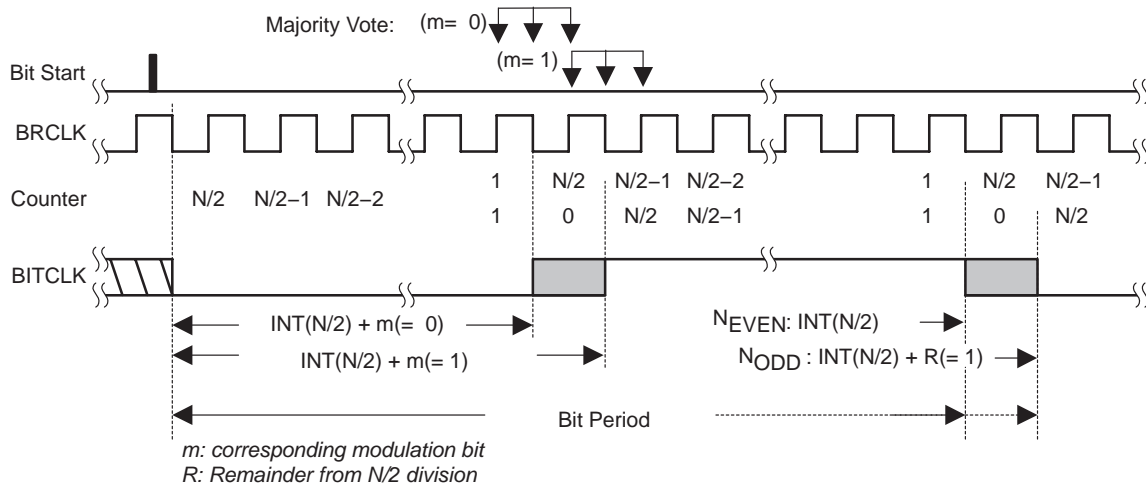 Majority Vote: (m= 0)
(m= 1)
Bit Start
BRCLK
Counter
1 N/2 N/2–1 N/2–2 1 N/2 N/2–1
N/2 N/2–1 N/2–2
1 0 N/2 N/2–1 1 0 N/2
BITCLK
INT(N/2) + m(= 0) NEVEN: INT(N/2)
INT(N/2) + m(= 1) NODD : INT(N/2) + R(= 1)
Bit Period
m: corresponding modulation bit
R: Remainder from N/2 division